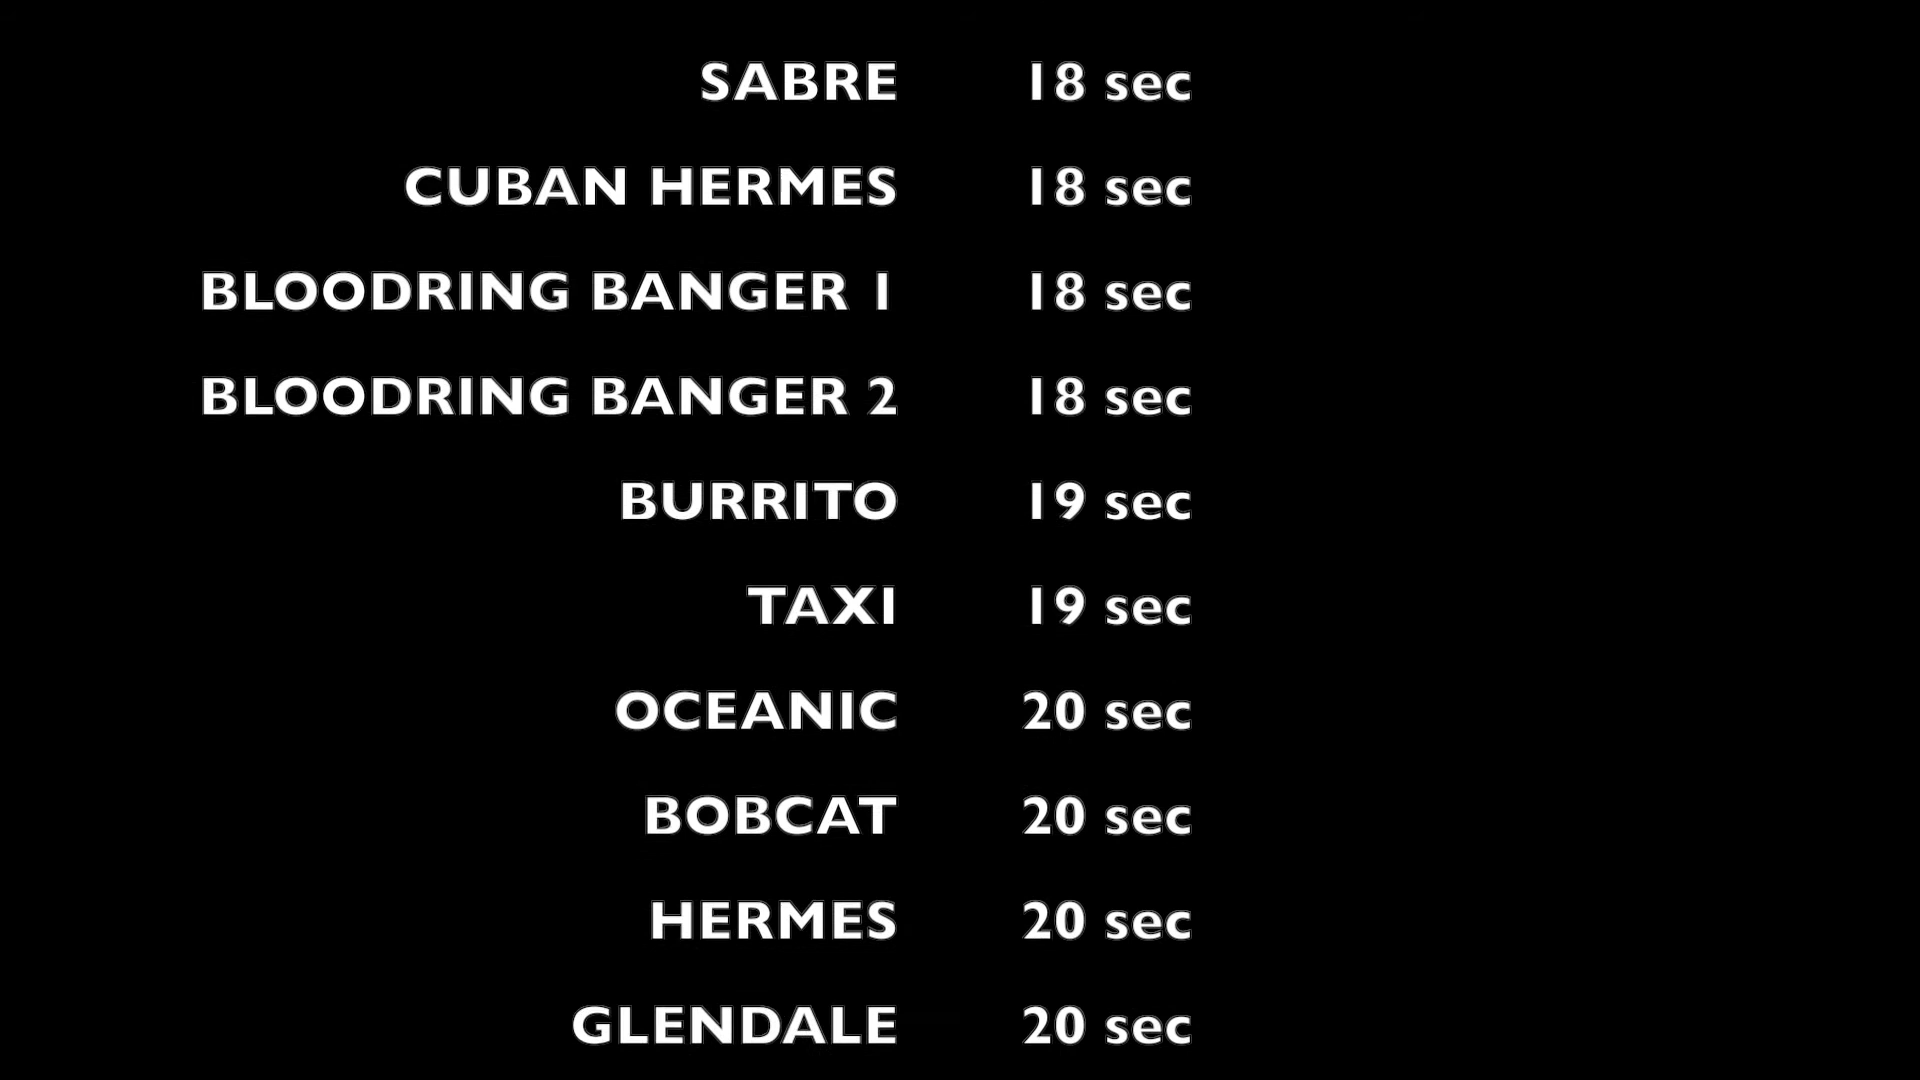 SABRE 18 sec
CUBAN HERMES 18 sec
BLOODRING BANGER 1 18 sec
BLOODRING BANGER 2 18 sec
BURRITO 19 sec
TAXI 19 sec
OCEANIC 20 sec
BOBCAT 20 sec
HERMES 20 sec
GLENDALE 20 sec